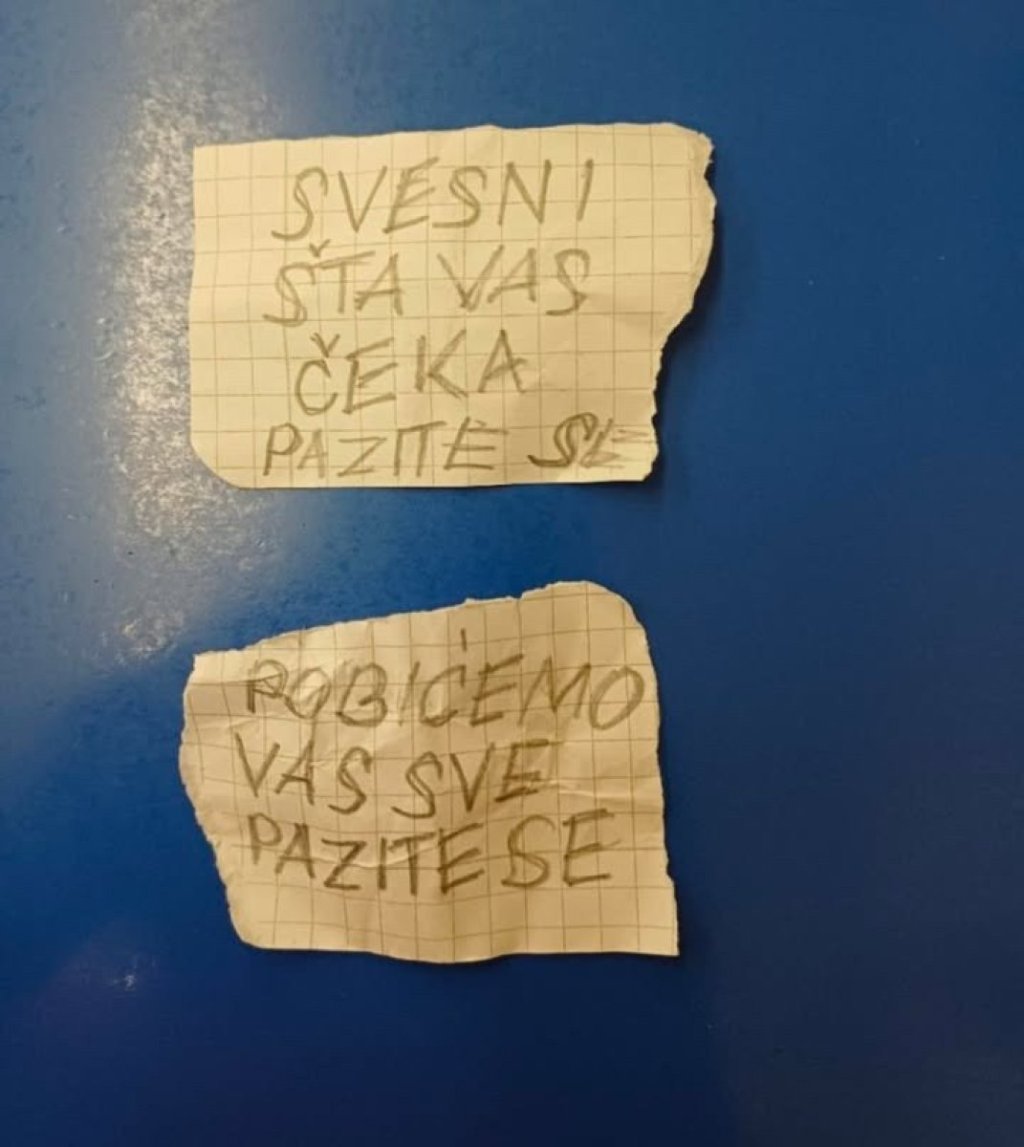 SVESNI
ŠTA VAS
ČEKA
PAZITE SE
POBIĆEMO
VAS SVE
PAZITE SE